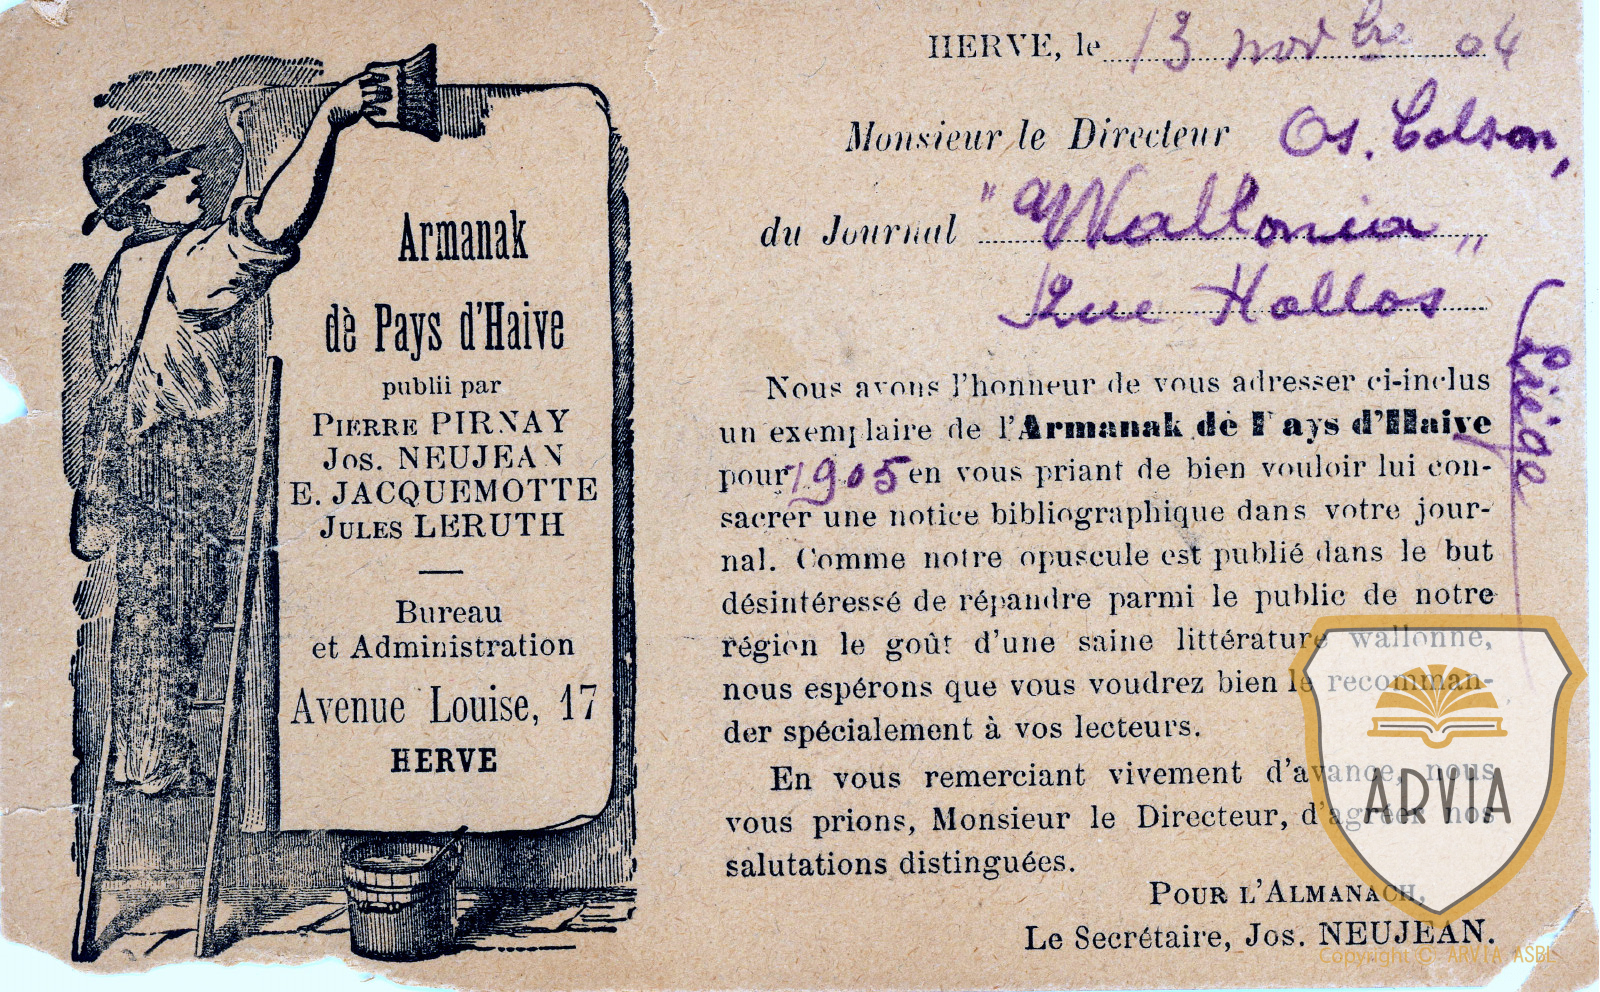 Armanak
dè Pays d'Haive
publii par
PIERRE PIRNAY
JOS. NEUJEAN
E. JACQUEMOTTE
JULES LERUTH
Bureau
et Administration
Avenue Louise, 17
HERVE
HERVE, le 13 novbre 04
Monsieur le Directeur Os. Colson,
du Journal "Wallonia"
Rue Hollos
Liège
Nous avons l'honneur de vous adresser ci-inclus
un exemplaire de l'Armanak dè Pays d'Haive
pour 1905 en vous priant de bien vouloir lui con-
sacrer une notice bibliographique dans votre jour-
nal. Comme notre opuscule est publié dans le but
désintéressé de répandre parmi le public de notre
région le goût d'une saine littérature wallonne,
nous espérons que vous voudrez bien le recomman-
der spécialement à vos lecteurs.
En vous remerciant vivement d'avance, nous
vous prions, Monsieur le Directeur, d'agréer nos
salutations distinguées.
POUR L'ALMANACH,
Le Secrétaire, Jos. NEUJEAN.
ARVIA
Copyright © ARVIA ASBL